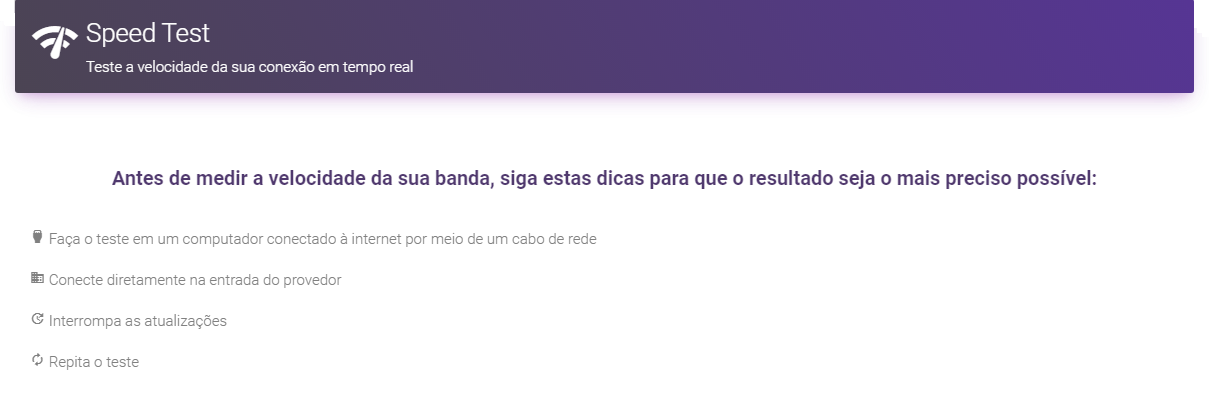 Speed Test
Teste a velocidade da sua conexão em tempo real
Antes de medir a velocidade da sua banda, siga estas dicas para que o resultado seja o mais preciso possível:
Faça o teste em um computador conectado à internet por meio de um cabo de rede
Conecte diretamente na entrada do provedor
Interrompa as atualizações
Repita o teste